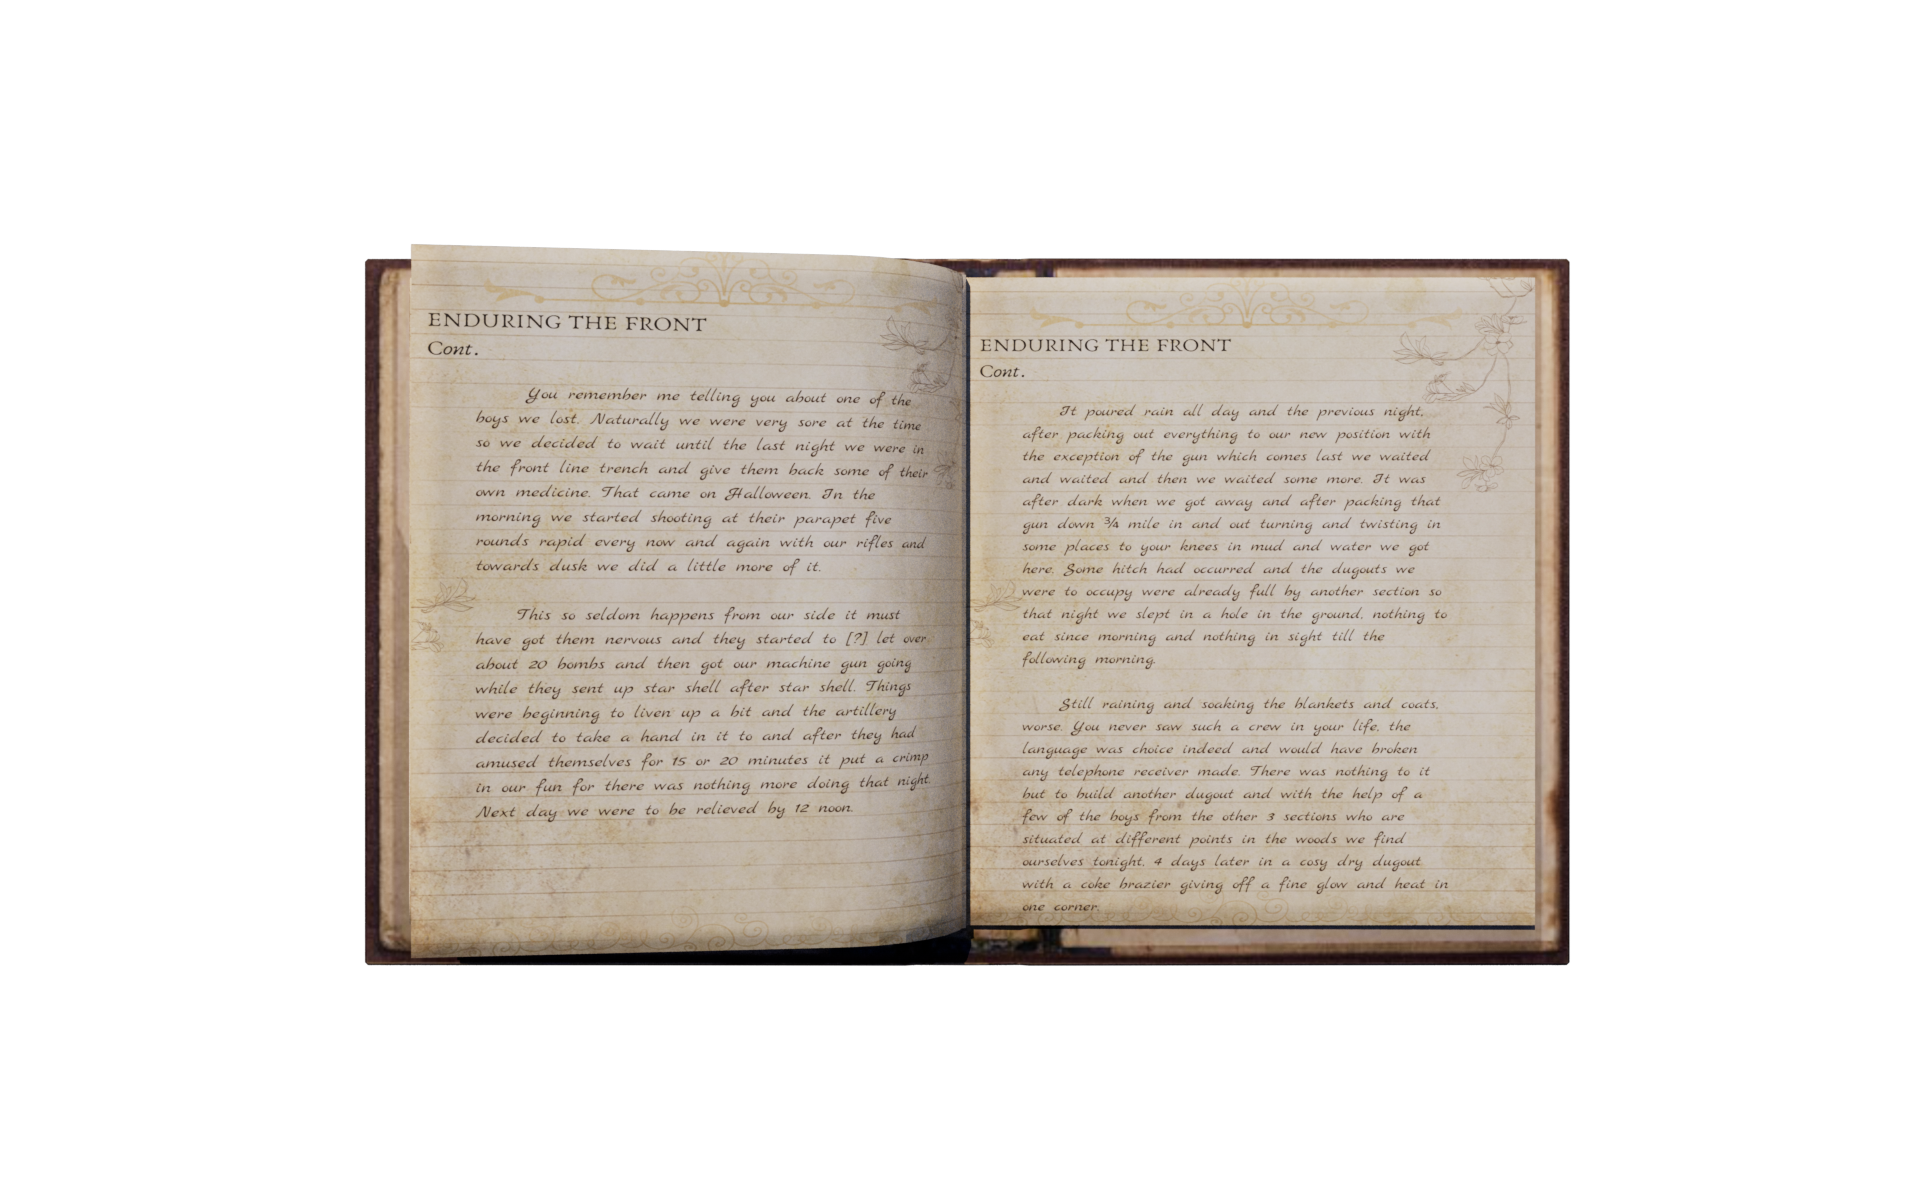 ENDURING THE FRONT
Cont.
You remember me telling you about one of the
boys we lost. Naturally we were very sore at the time
so we decided to wait until the last night we were in
the front line trench and give them back some of their
own medicine. That came on Halloween. In the
morning we started shooting at their parapet five
rounds rapid every now and again with our rifles and
towards dusk we did a little more of it.
This so seldom happens from our side it must
have got them nervous and they started to [?] let over
about 20 bombs and then got our machine gun going
while they sent up star shell after star shell. Things
were beginning to liven up a bit and the artillery
decided to take a hand in it to and after they had
amused themselves for 15 or 20 minutes it put a crimp
in our fun for there was nothing more doing that night.
Next day we were to be relieved by 12 noon.
ENDURING THE FRONT
Cont.
It poured rain all day and the previous night,
after packing out everything to our new position with
the exception of the gun which comes last we waited
and waited and then we waited some more. It was
after dark when we got away and after packing that
gun down ¾ mile in and out turning and twisting in
some places to your knees in mud and water we got
here. Some hitch had occurred and the dugouts we
were to occupy were already full by another section so
that night we slept in a hole in the ground, nothing to
eat since morning and nothing in sight till the
following morning.
Still raining and soaking the blankets and coats,
worse. You never saw such a crew in your life, the
language was choice indeed and would have broken
any telephone receiver made. There was nothing to it
but to build another dugout and with the help of a
few of the boys from the other 3 sections who are
situated at different points in the woods we find
ourselves tonight, 4 days later in a cosy dry dugout
with a coke brazier giving off a fine glow and heat in
one corner.